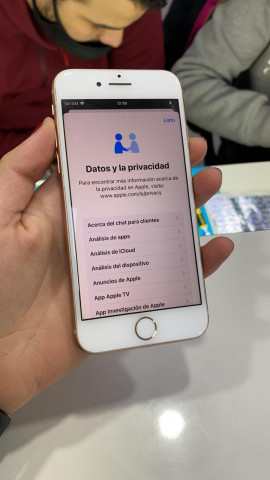 Sin SIM
12:38
Listo
Datos y la privacidad
Para encontrar más información acerca de
la privacidad en Apple, visita
www.apple.com/la/privacy
Acerca del chat para clientes
Análisis de apps
Análisis de iCloud
Análisis del dispositivo
Anuncios de Apple
App Apple TV
App Investigación de Apple